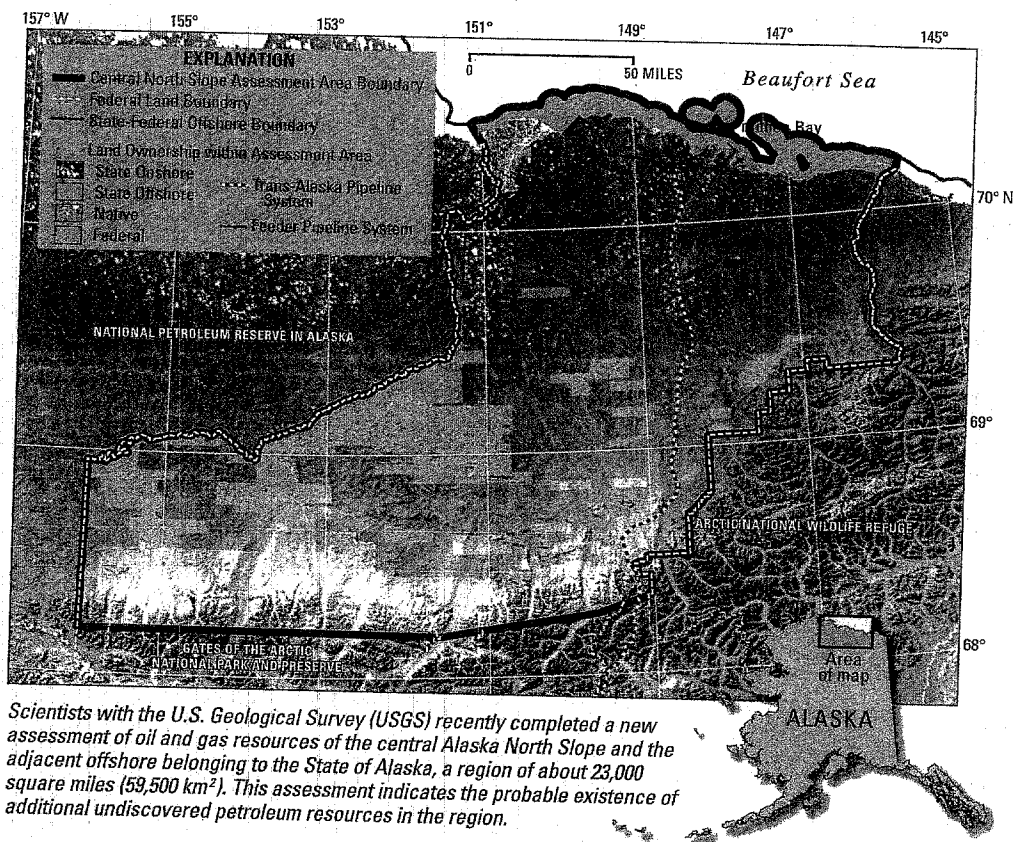 157° W
155°
153°
151°
149°
147°
145°
EXPLANATION
Central North Slope Assessment Area Boundary
Federal Land Boundary
State-Federal Offshore Boundary
Land Ownership within Assessment Area
State Onshore
State Offshore
Native
Federal
Trans-Alaska Pipeline
System
Feeder Pipeline System
0
50 MILES
Beaufort Sea
Bay
70° N
NATIONAL PETROLEUM RESERVE IN ALASKA
69°
ARCTIC NATIONAL WILDLIFE REFUGE
GATES OF THE ARCTIC
NATIONAL PARK AND PRESERVE
68°
Area
of map
ALASKA
Scientists with the U.S. Geological Survey (USGS) recently completed a new
assessment of oil and gas resources of the central Alaska North Slope and the
adjacent offshore belonging to the State of Alaska, a region of about 23,000
square miles (59,500 km²). This assessment indicates the probable existence of
additional undiscovered petroleum resources in the region.